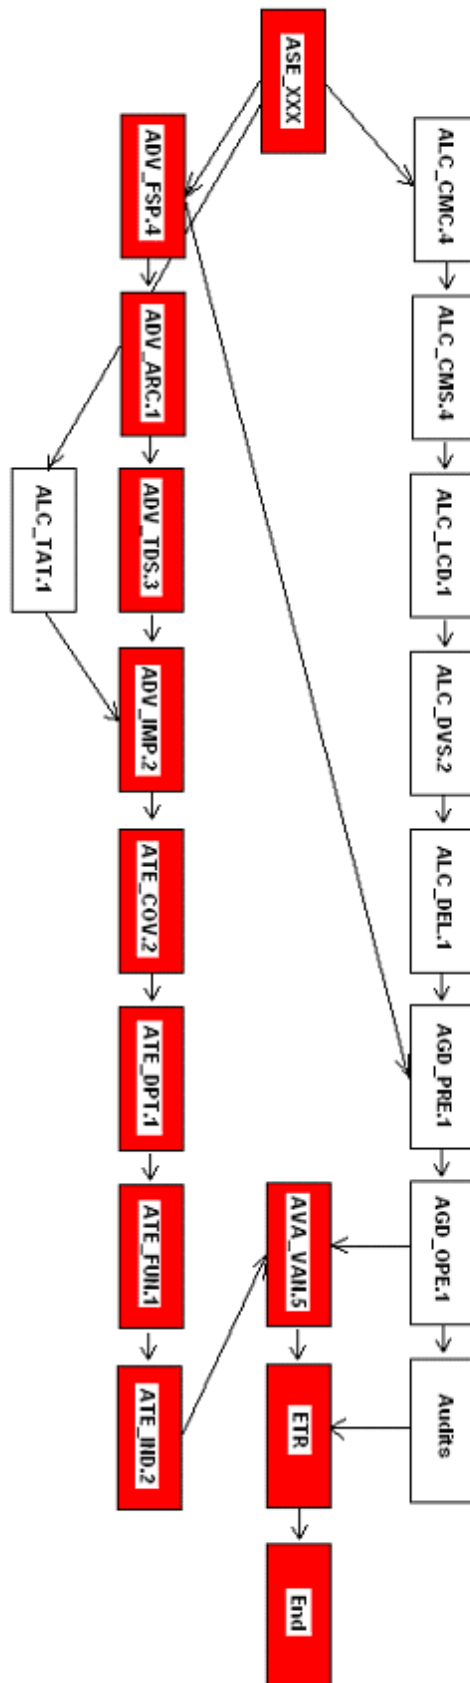 ALC_CMC.4
ALC_CMS.4
ALC_LCD.1
ALC_DVS.2
ALC_DEL.1
AGD_PRE.1
AGD_OPE.1
Audits
ASE_XXX
AVA_VAN.5
ETR
End
ADV_FSP.4
ADV_ARC.1
ADV_TDS.3
ADV_IMP.2
ATE_COV.2
ATE_DPT.1
ATE_FUN.1
ATE_IND.2
ALC_TAT.1